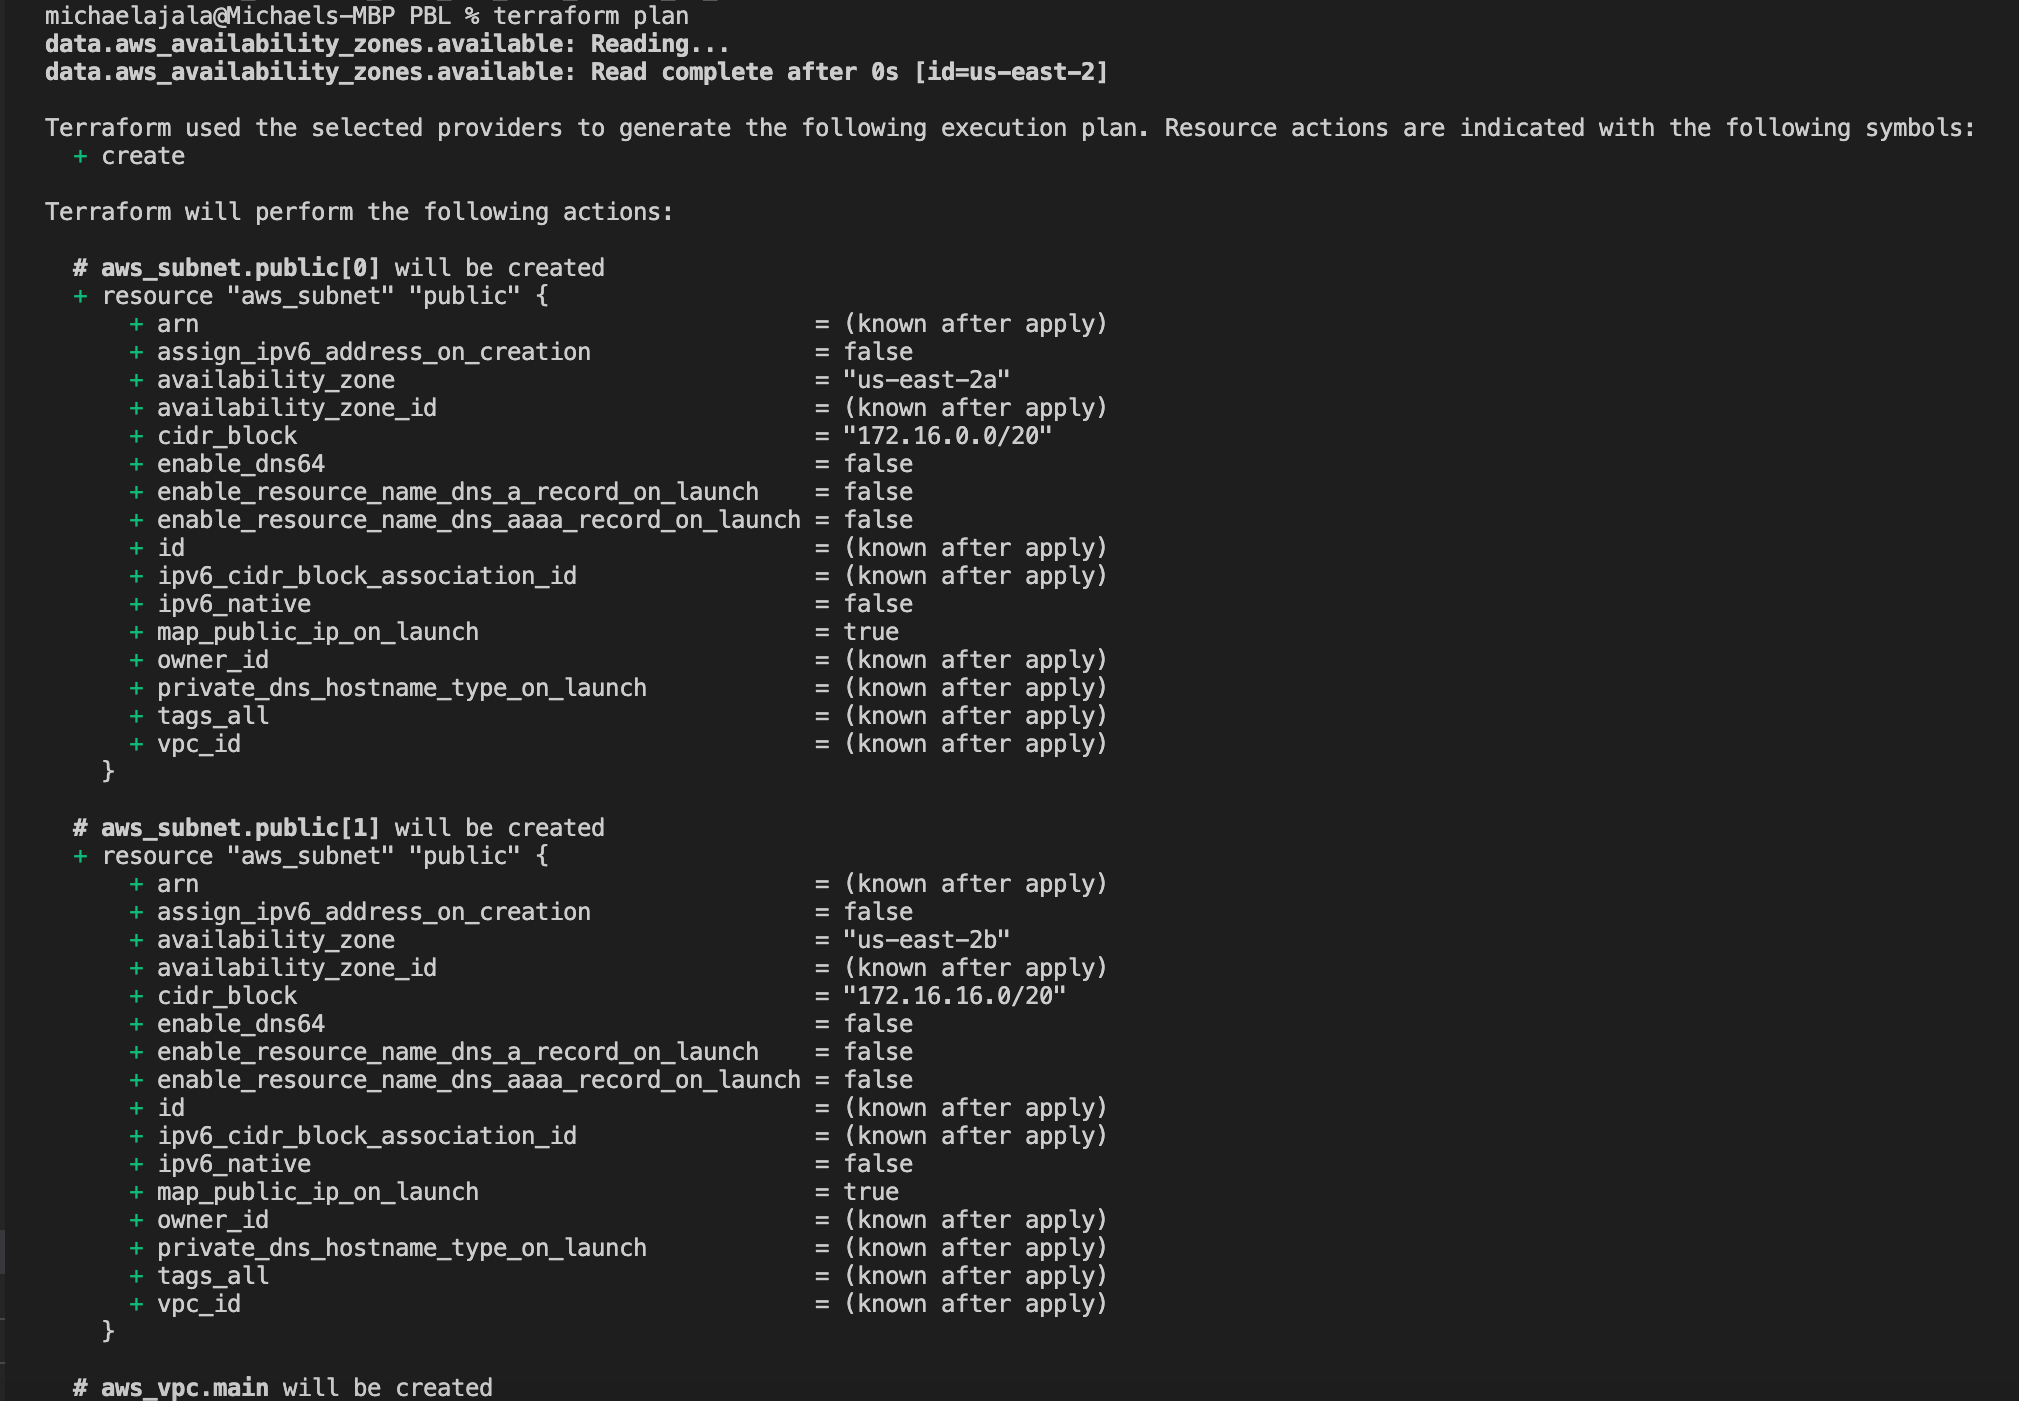 michaelajala@Michaels-MBP PBL % terraform plan
data.aws_availability_zones.available: Reading...
data.aws_availability_zones.available: Read complete after 0s [id=us-east-2]
Terraform used the selected providers to generate the following execution plan. Resource actions are indicated with the following symbols:
+ create
Terraform will perform the following actions:
# aws_subnet.public[0] will be created
+ resource "aws_subnet" "public" {
+ arn = (known after apply)
+ assign_ipv6_address_on_creation = false
+ availability_zone = "us-east-2a"
+ availability_zone_id = (known after apply)
+ cidr_block = "172.16.0.0/20"
+ enable_dns64 = false
+ enable_resource_name_dns_a_record_on_launch = false
+ enable_resource_name_dns_aaaa_record_on_launch = false
+ id = (known after apply)
+ ipv6_cidr_block_association_id = (known after apply)
+ ipv6_native = false
+ map_public_ip_on_launch = true
+ owner_id = (known after apply)
+ private_dns_hostname_type_on_launch = (known after apply)
+ tags_all = (known after apply)
+ vpc_id = (known after apply)
}
# aws_subnet.public[1] will be created
+ resource "aws_subnet" "public" {
+ arn = (known after apply)
+ assign_ipv6_address_on_creation = false
+ availability_zone = "us-east-2b"
+ availability_zone_id = (known after apply)
+ cidr_block = "172.16.16.0/20"
+ enable_dns64 = false
+ enable_resource_name_dns_a_record_on_launch = false
+ enable_resource_name_dns_aaaa_record_on_launch = false
+ id = (known after apply)
+ ipv6_cidr_block_association_id = (known after apply)
+ ipv6_native = false
+ map_public_ip_on_launch = true
+ owner_id = (known after apply)
+ private_dns_hostname_type_on_launch = (known after apply)
+ tags_all = (known after apply)
+ vpc_id = (known after apply)
}
# aws_vpc.main will be created